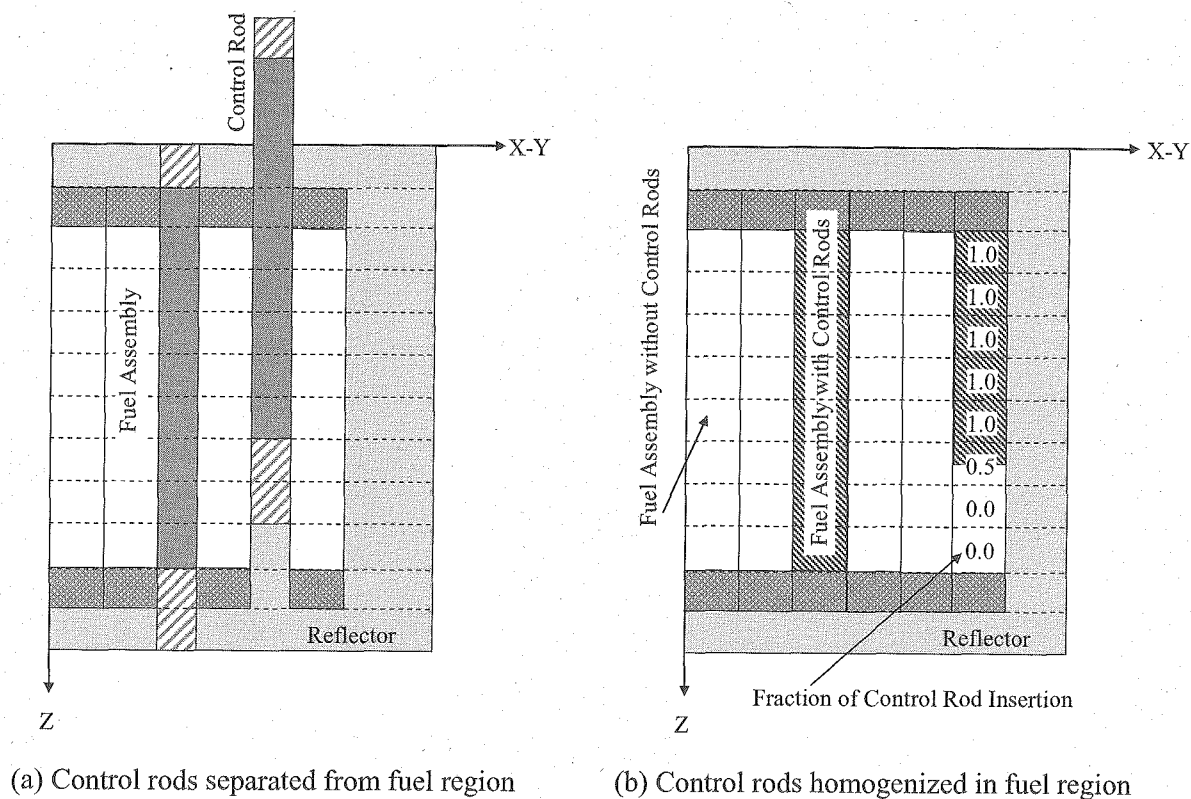 Control Rod
X-Y
Fuel Assembly
Reflector
Z
(a) Control rods separated from fuel region
X-Y
Fuel Assembly without Control Rods
Fuel Assembly with Control Rods
1.0
1.0
1.0
1.0
1.0
0.5
0.0
0.0
Reflector
Fraction of Control Rod Insertion
Z
(b) Control rods homogenized in fuel region